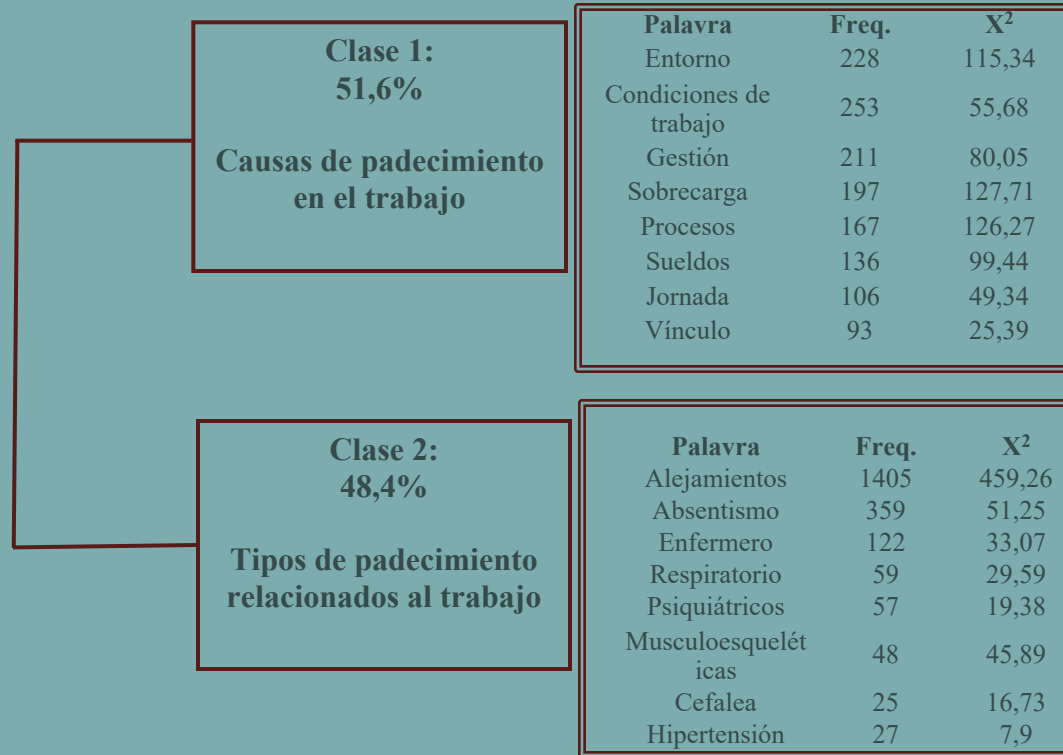 Clase 1:
51,6%
Causas de padecimiento
en el trabajo
Palavra Freq. X²
Entorno 228 115,34
Condiciones de
trabajo 253 55,68
Gestión 211 80,05
Sobrecarga 197 127,71
Procesos 167 126,27
Sueldos 136 99,44
Jornada 106 49,34
Vínculo 93 25,39
Clase 2:
48,4%
Tipos de padecimiento
relacionados al trabajo
Palavra Freq. X²
Alejamientos 1405 459,26
Absentismo 359 51,25
Enfermero 122 33,07
Respiratorio 59 29,59
Psiquiátricos 57 19,38
Musculoesquelét
icas 48 45,89
Cefalea 25 16,73
Hipertensión 27 7,9